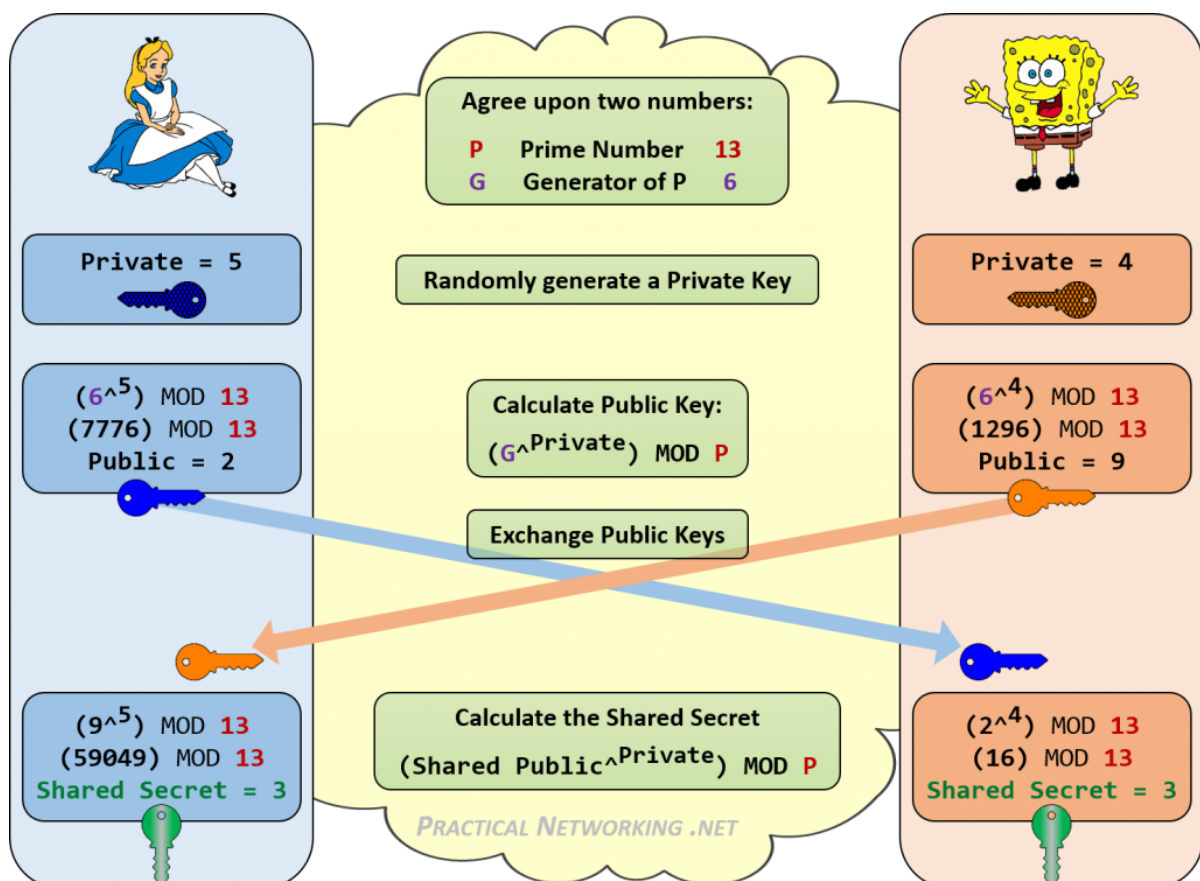 Agree upon two numbers:
P Prime Number 13
G Generator of P 6
Private = 5
Randomly generate a Private Key
Private = 4
(6^5) MOD 13
(7776) MOD 13
Public = 2
Calculate Public Key:
(G^Private) MOD P
(6^4) MOD 13
(1296) MOD 13
Public = 9
Exchange Public Keys
(9^5) MOD 13
(59049) MOD 13
Shared Secret = 3
Calculate the Shared Secret
(Shared Public^Private) MOD P
(2^4) MOD 13
(16) MOD 13
Shared Secret = 3
PRACTICAL NETWORKING .NET